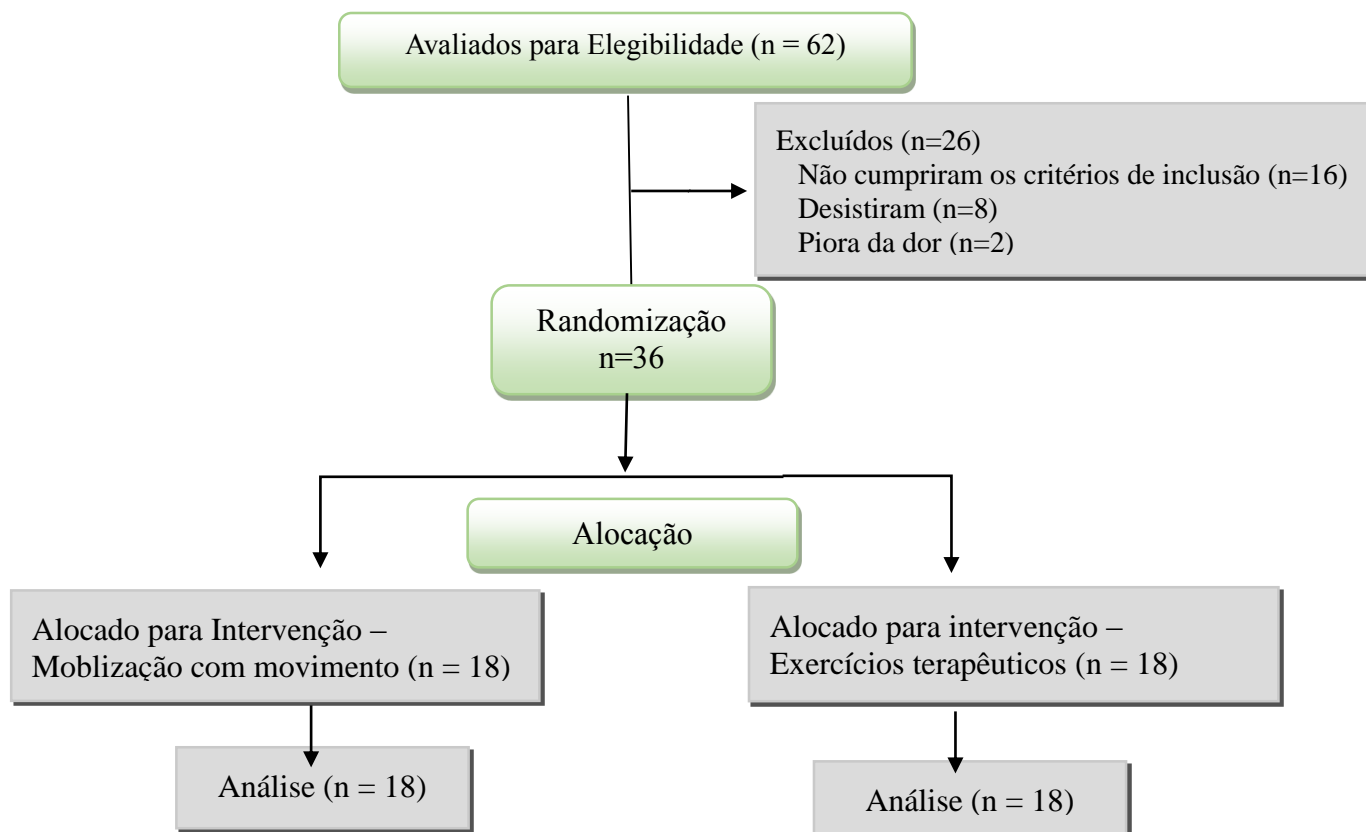 Avaliados para Elegibilidade (n = 62)
Excluídos (n=26)
Não cumpriram os critérios de inclusão (n=16)
Desistiram (n=8)
Piora da dor (n=2)
Randomização
n=36
Alocação
Alocado para Intervenção –
Moblização com movimento (n = 18)
Alocado para intervenção –
Exercícios terapêuticos (n = 18)
Análise (n = 18)
Análise (n = 18)